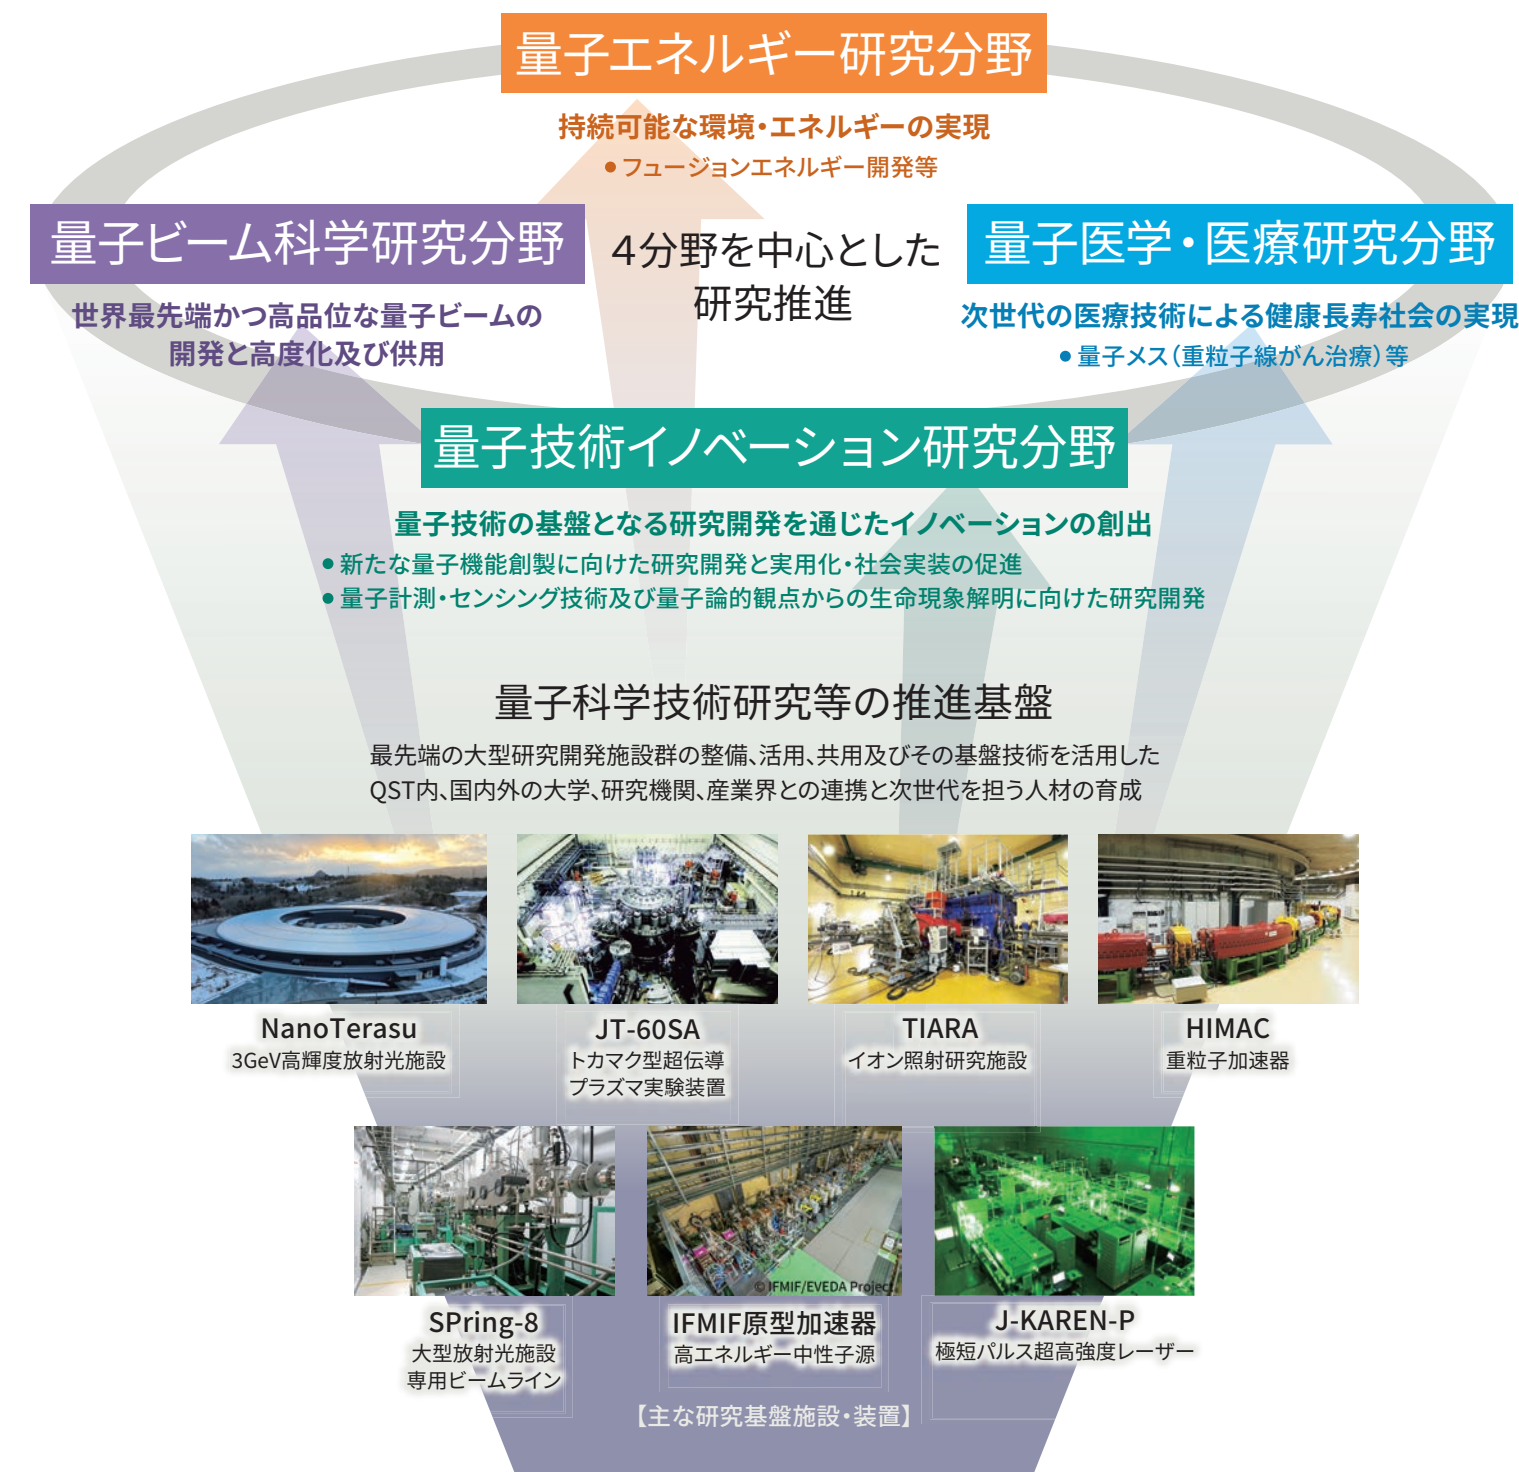 量子エネルギー研究分野
持続可能な環境・エネルギーの実現
●フュージョンエネルギー開発等
量子ビーム科学研究分野
世界最先端かつ高品位な量子ビームの
開発と高度化及び供用
4分野を中心とした
研究推進
量子医学・医療研究分野
次世代の医療技術による健康長寿社会の実現
●量子メス(重粒子線がん治療)等
量子技術イノベーション研究分野
量子技術の基盤となる研究開発を通じたイノベーションの創出
●新たな量子機能創製に向けた研究開発と実用化・社会実装の促進
●量子計測・センシング技術及び量子論的観点からの生命現象解明に向けた研究開発
量子科学技術研究等の推進基盤
最先端の大型研究開発施設群の整備、活用、共用及びその基盤技術を活用した
QST内、国内外の大学、研究機関、産業界との連携と次世代を担う人材の育成
NanoTerasu
3GeV高輝度放射光施設
JT-60SA
トカマク型超伝導
プラズマ実験装置
TIARA
イオン照射研究施設
HIMAC
重粒子加速器
© IFMIF/EVEDA Project
SPring-8
大型放射光施設
専用ビームライン
IFMIF原型加速器
高エネルギー中性子源
J-KAREN-P
極短パルス超高強度レーザー
【主な研究基盤施設・装置】